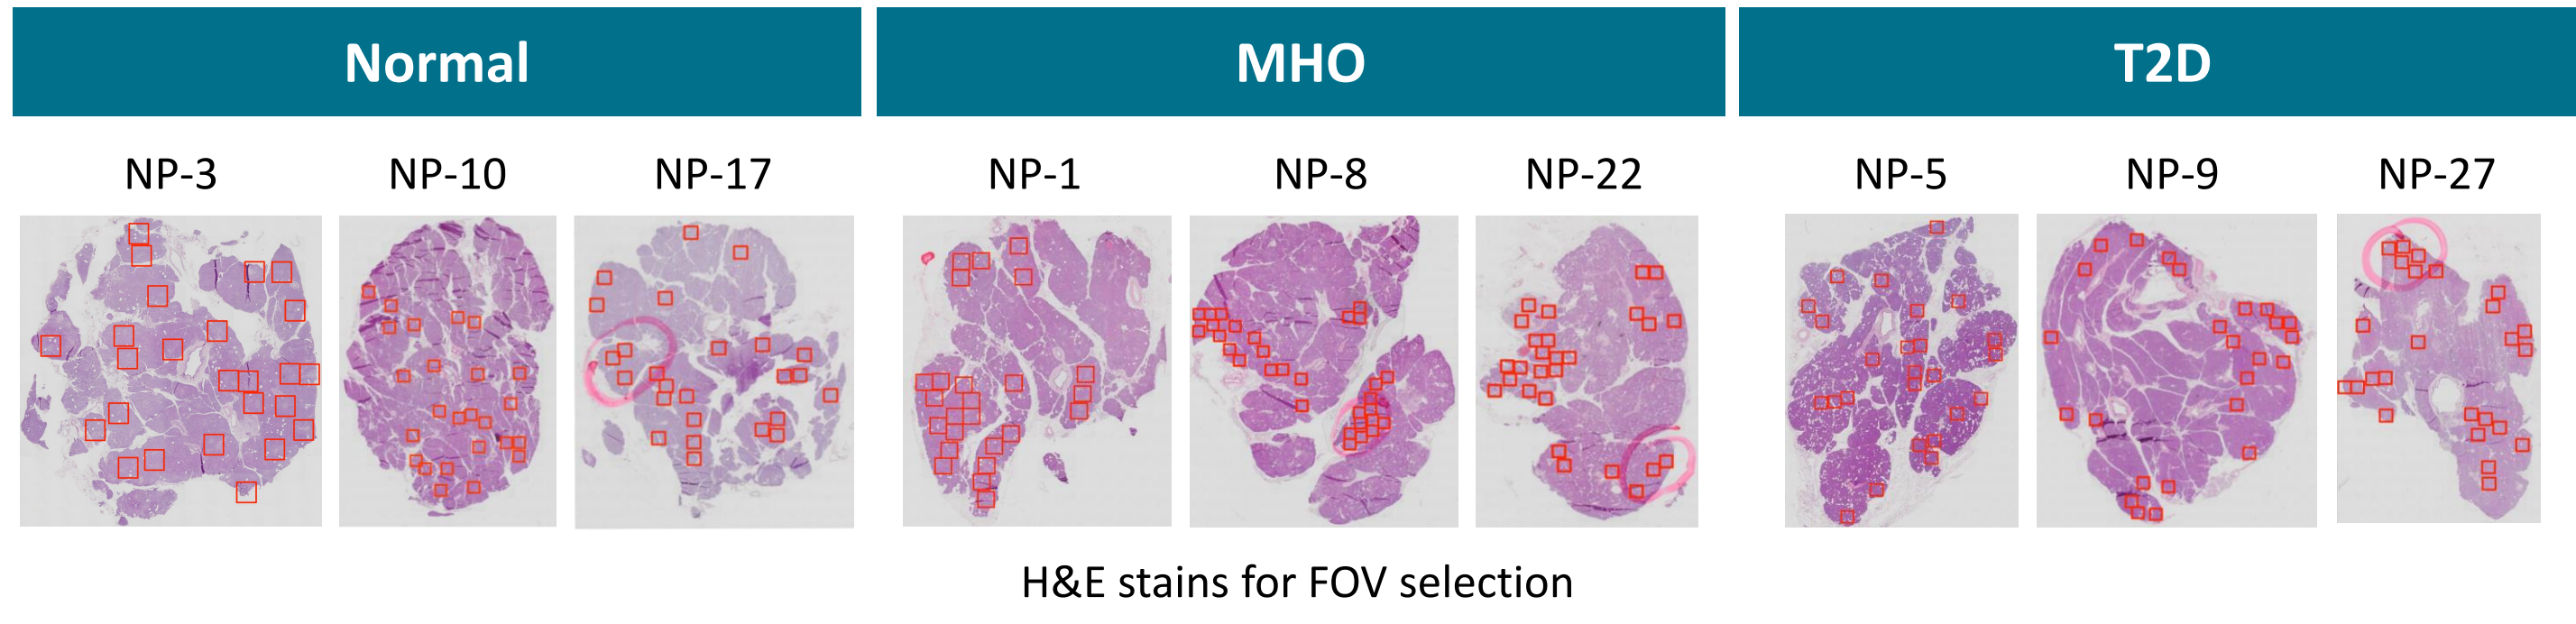 Normal MHO T2D
NP-3 NP-10 NP-17 NP-1 NP-8 NP-22 NP-5 NP-9 NP-27
H&E stains for FOV selection